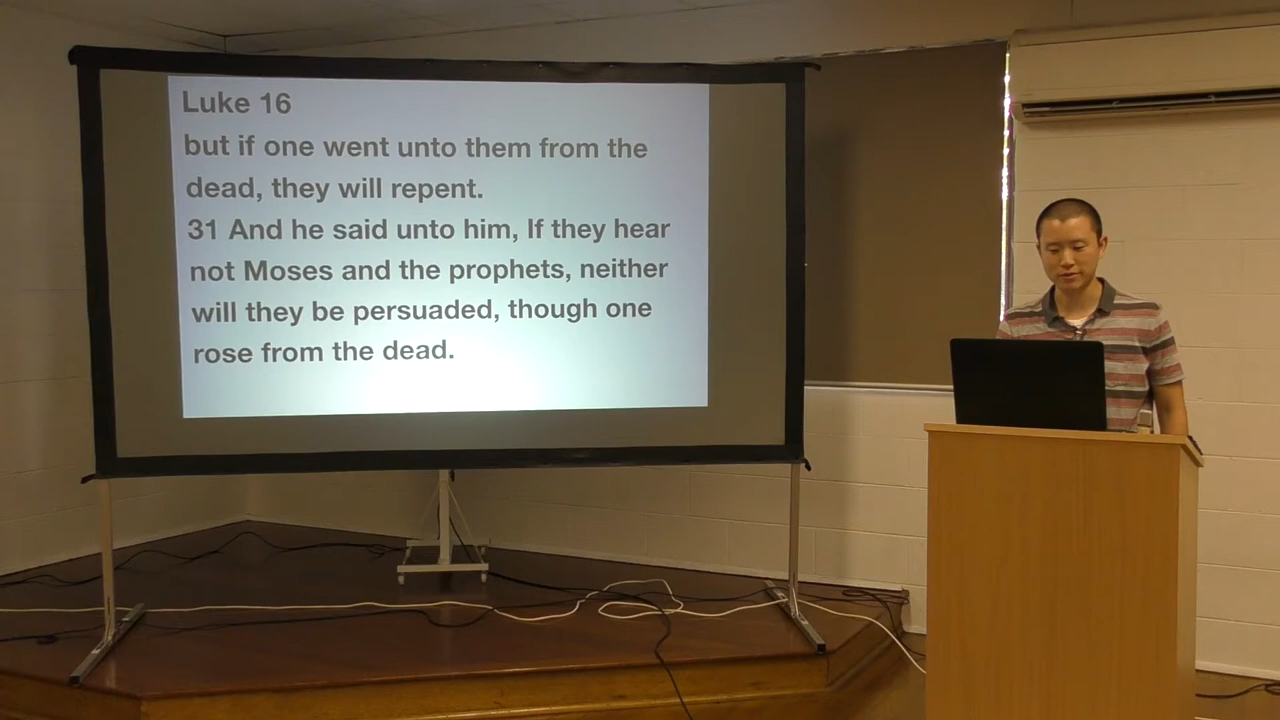 Luke 16
but if one went unto them from the
dead, they will repent.
31 And he said unto him, If they hear
not Moses and the prophets, neither
will they be persuaded, though one
rose from the dead.